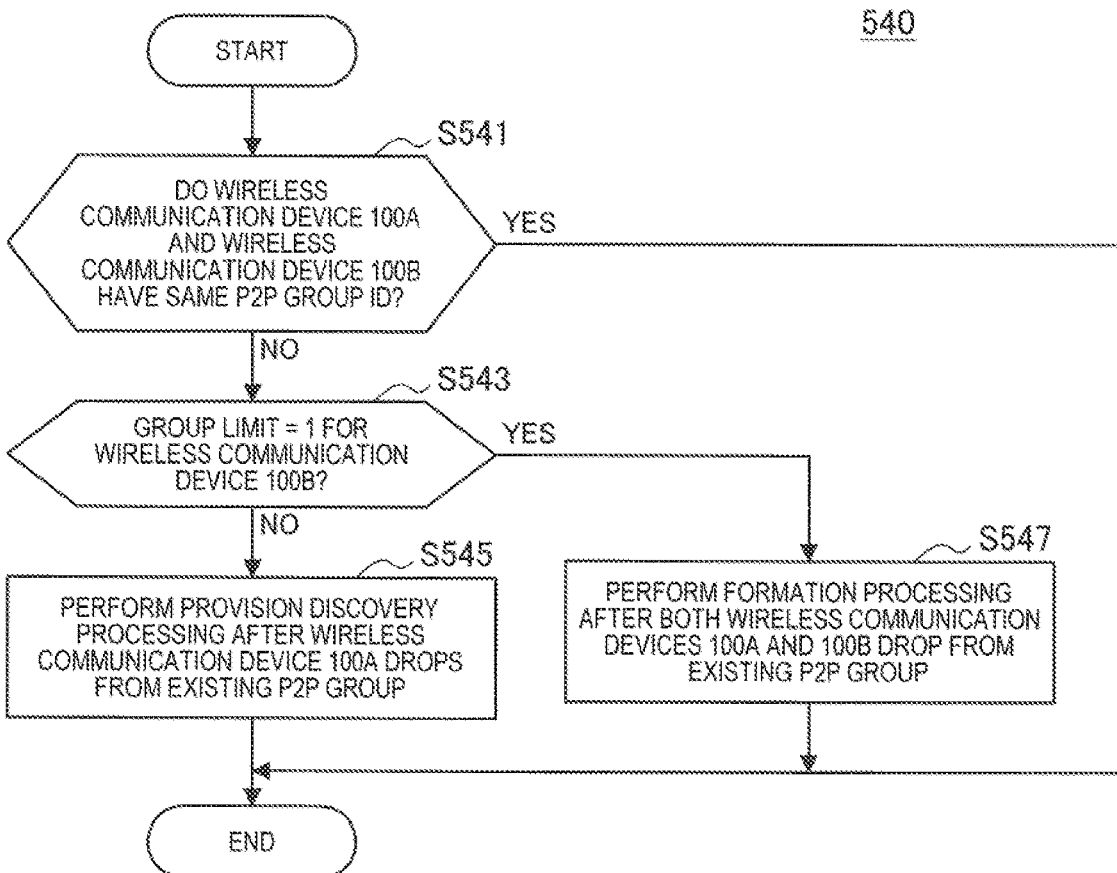 540
START
S541
DO WIRELESS
COMMUNICATION DEVICE 100A
AND WIRELESS
COMMUNICATION DEVICE 100B
HAVE SAME P2P GROUP ID?
YES
NO
S543
GROUP LIMIT = 1 FOR
WIRELESS COMMUNICATION
DEVICE 100B?
YES
NO
S545
PERFORM PROVISION DISCOVERY
PROCESSING AFTER WIRELESS
COMMUNICATION DEVICE 100A DROPS
FROM EXISTING P2P GROUP
S547
PERFORM FORMATION PROCESSING
AFTER BOTH WIRELESS COMMUNICATION
DEVICES 100A AND 100B DROP FROM
EXISTING P2P GROUP
END